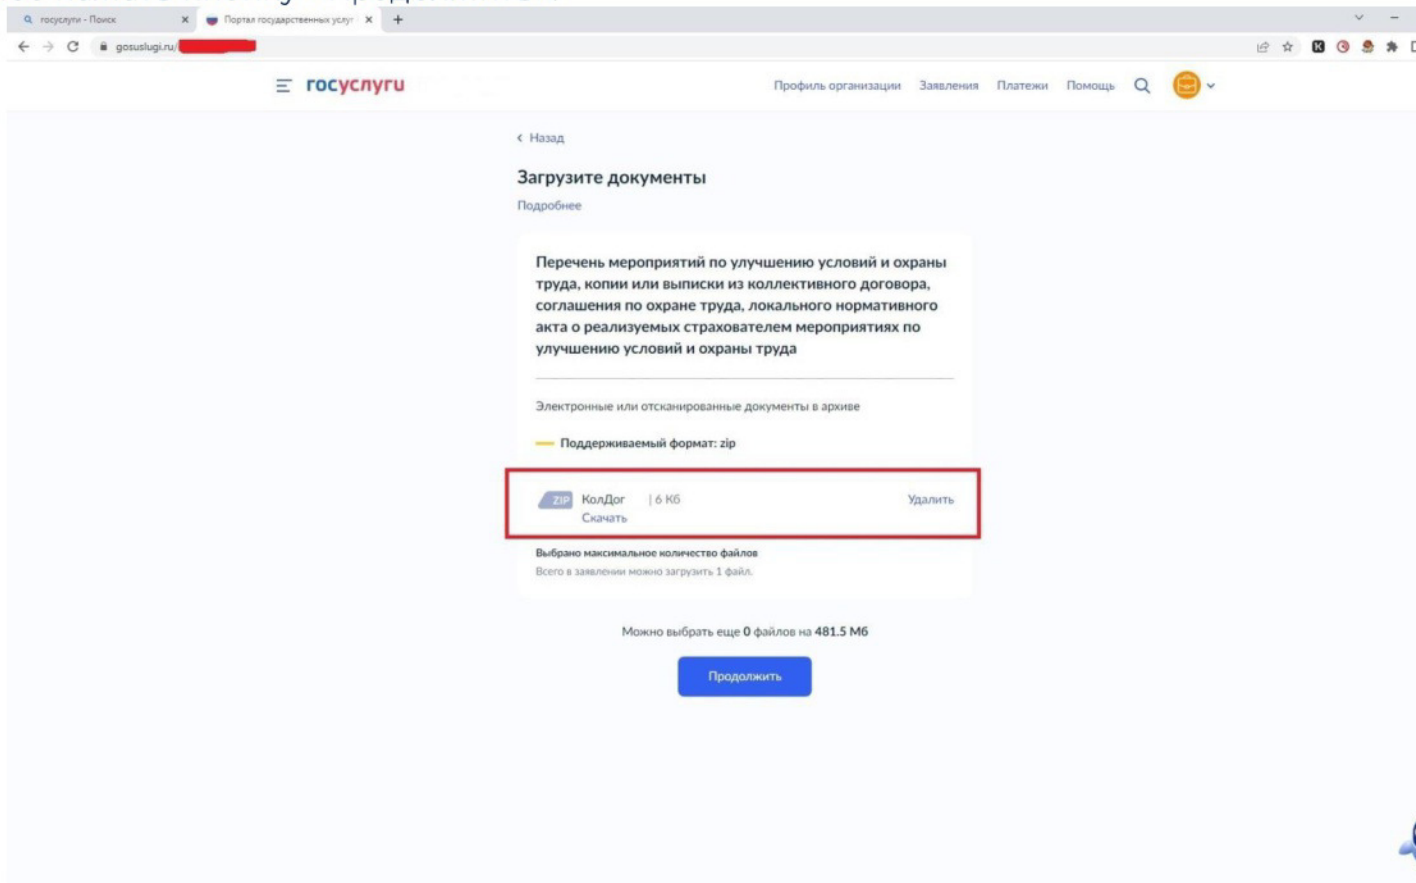 госуслуги - Поиск
Портал государственных услуг
gosuslugi.ru/
госуслуги
Профиль организации Заявления Платежи Помощь
Назад
Загрузите документы
Подробнее
Перечень мероприятий по улучшению условий и охраны
труда, копии или выписки из коллективного договора,
соглашения по охране труда, локального нормативного
акта о реализуемых страхователем мероприятиях по
улучшению условий и охраны труда
Электронные или отсканированные документы в архиве
Поддерживаемый формат: zip
ZIP КолДог | 6 Кб Удалить
Скачать
Выбрано максимальное количество файлов
Всего в заявлении можно загрузить 1 файл.
Можно выбрать еще 0 файлов на 481.5 Мб
Продолжить